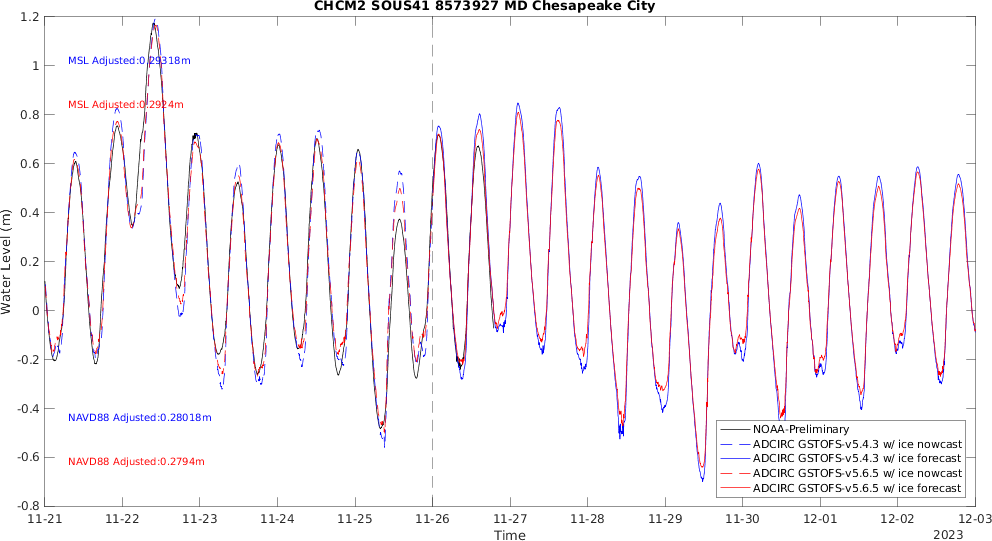 CHCM2 SOUS41 8573927 MD Chesapeake City
1.2
1
0.8
0.6
0.4
0.2
0
-0.2
-0.4
-0.6
-0.8
Water Level (m)
MSL Adjusted:0.29318m
MSL Adjusted:0.2924m
NAVD88 Adjusted:0.28018m
NAVD88 Adjusted:0.2794m
NOAA-Preliminary
ADCIRC GSTOFS-v5.4.3 w/ ice nowcast
ADCIRC GSTOFS-v5.4.3 w/ ice forecast
ADCIRC GSTOFS-v5.6.5 w/ ice nowcast
ADCIRC GSTOFS-v5.6.5 w/ ice forecast
11-21 11-22 11-23 11-24 11-25 11-26 11-27 11-28 11-29 11-30 12-01 12-02 12-03
Time
2023